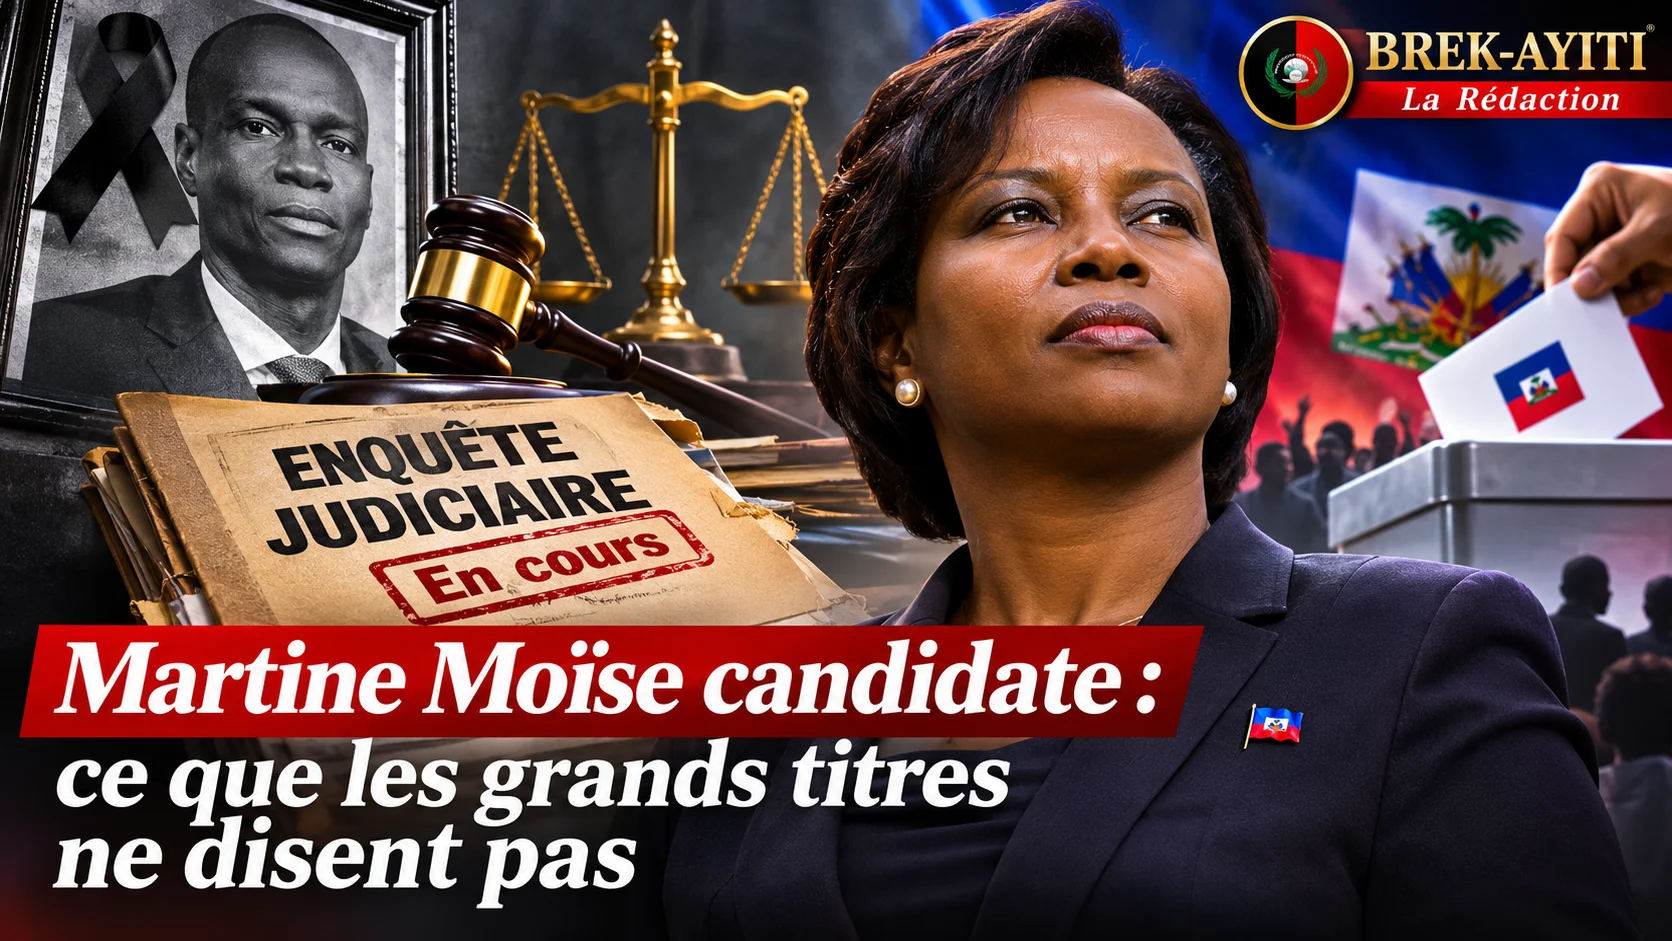 BREK-AYITI®
La Rédaction
ENQUÊTE
JUDICIAIRE
En cours
Martine Moïse candidate :
ce que les grands titres
ne disent pas